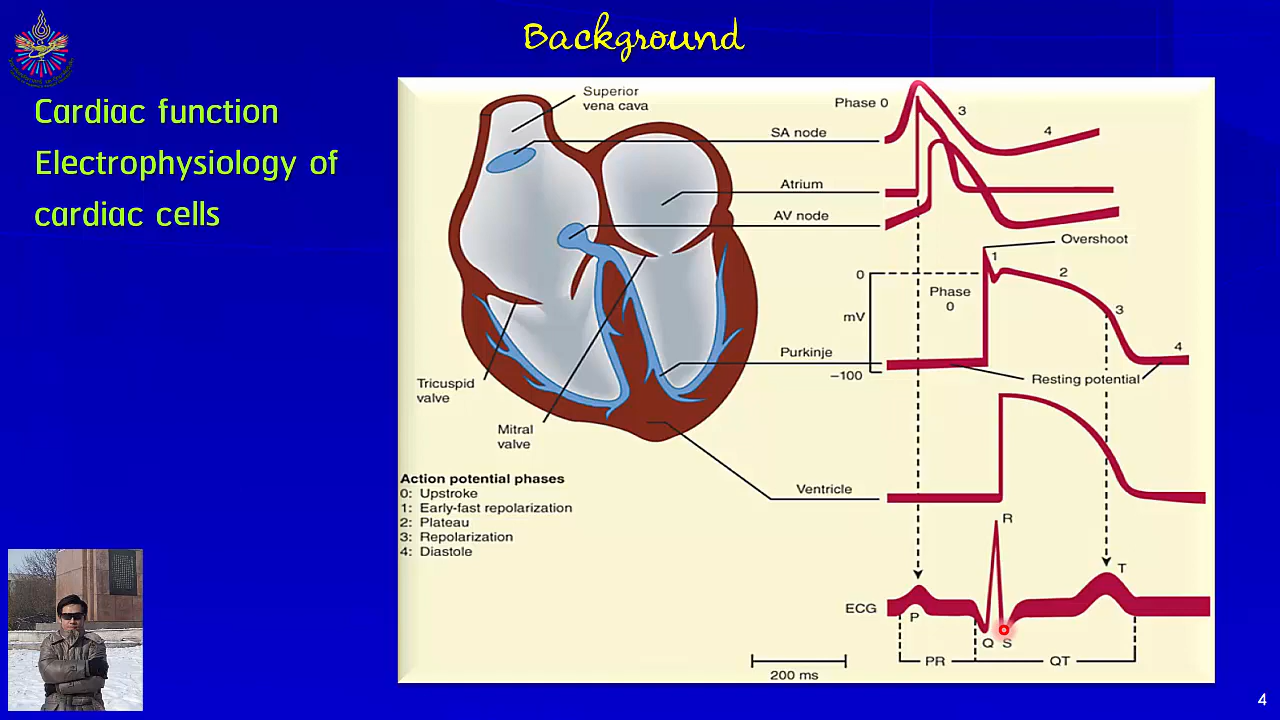 Background
Cardiac function
Electrophysiology of
cardiac cells
Superior
vena cava
Phase 0
3
4
SA node
Atrium
AV node
Overshoot
1
0
2
Phase
0
3
mV
4
Purkinje
−100
Resting potential
Tricuspid
valve
Mitral
valve
Action potential phases
0: Upstroke
1: Early-fast repolarization
2: Plateau
3: Repolarization
4: Diastole
Ventricle
R
T
ECG
P
Q S
PR
QT
200 ms
4